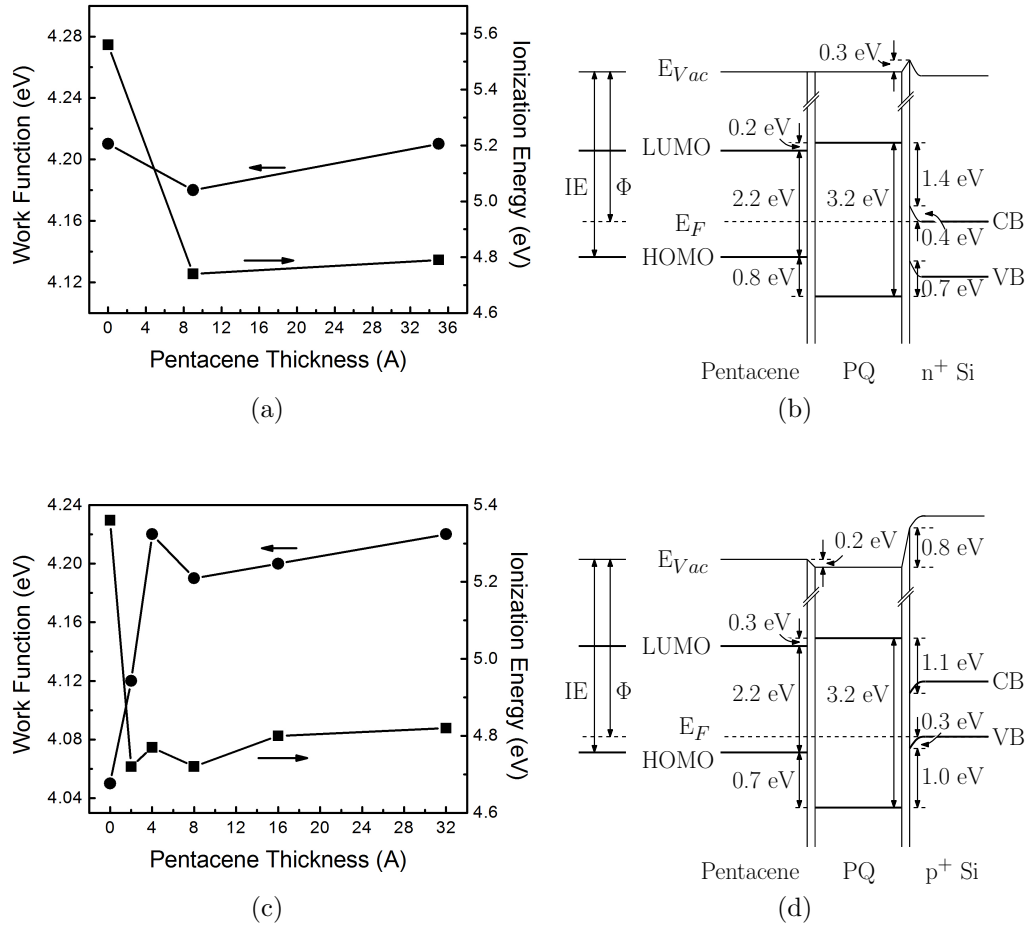 4.28
4.24
4.20
4.16
4.12
Work Function (eV)
5.6
5.4
5.2
5.0
4.8
4.6
Ionization Energy (eV)
0 4 8 12 16 20 24 28 32 36
Pentacene Thickness (A)
(a)
0.3 eV
E_Vac
0.2 eV
LUMO
1.4 eV
IE
Φ
2.2 eV
3.2 eV
E_F
CB
0.4 eV
HOMO
0.8 eV
0.7 eV
VB
Pentacene
PQ
n⁺ Si
(b)
4.24
4.20
4.16
4.12
4.08
4.04
Work Function (eV)
5.4
5.2
5.0
4.8
4.6
Ionization Energy (eV)
0 4 8 12 16 20 24 28 32
Pentacene Thickness (A)
(c)
0.2 eV
E_Vac
0.8 eV
0.3 eV
LUMO
1.1 eV
CB
IE
Φ
2.2 eV
3.2 eV
E_F
0.3 eV
VB
HOMO
0.7 eV
1.0 eV
Pentacene
PQ
p⁺ Si
(d)